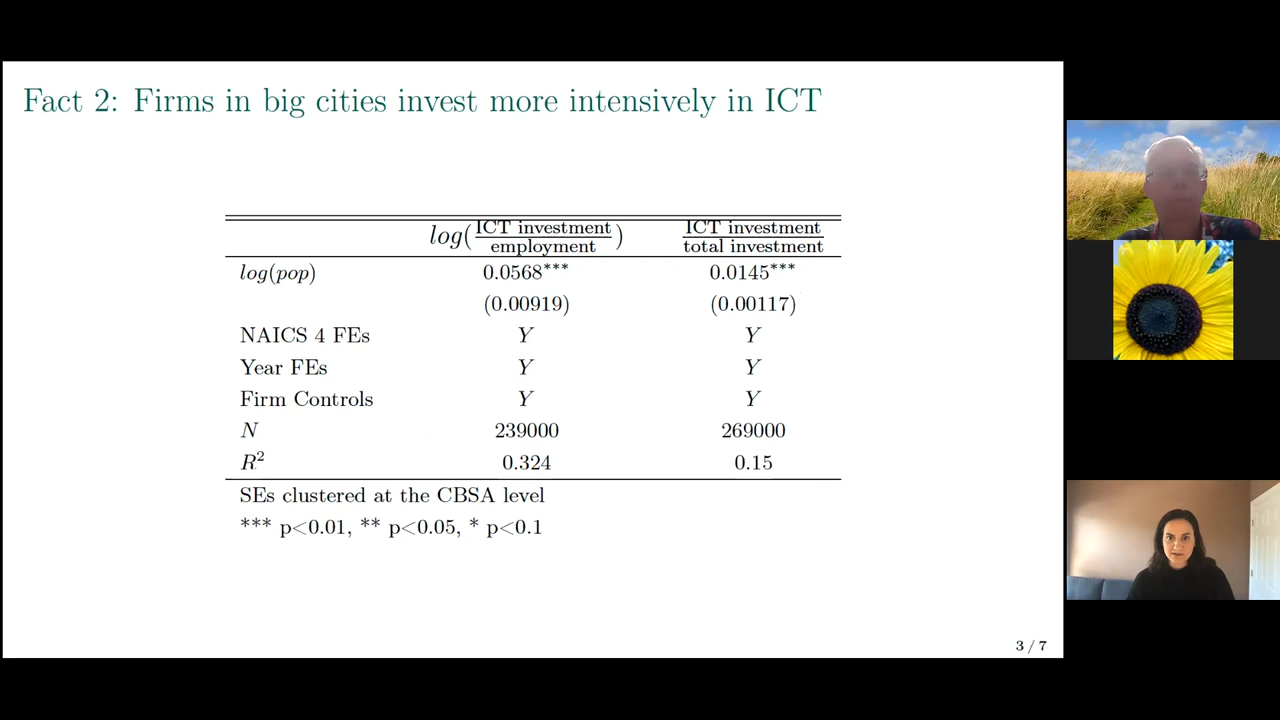 Fact 2: Firms in big cities invest more intensively in ICT
log(ICT investment/employment) ICT investment/total investment
log(pop) 0.0568*** 0.0145***
(0.00919) (0.00117)
NAICS 4 FEs Y Y
Year FEs Y Y
Firm Controls Y Y
N 239000 269000
R² 0.324 0.15
SEs clustered at the CBSA level
*** p<0.01, ** p<0.05, * p<0.1
3 / 7